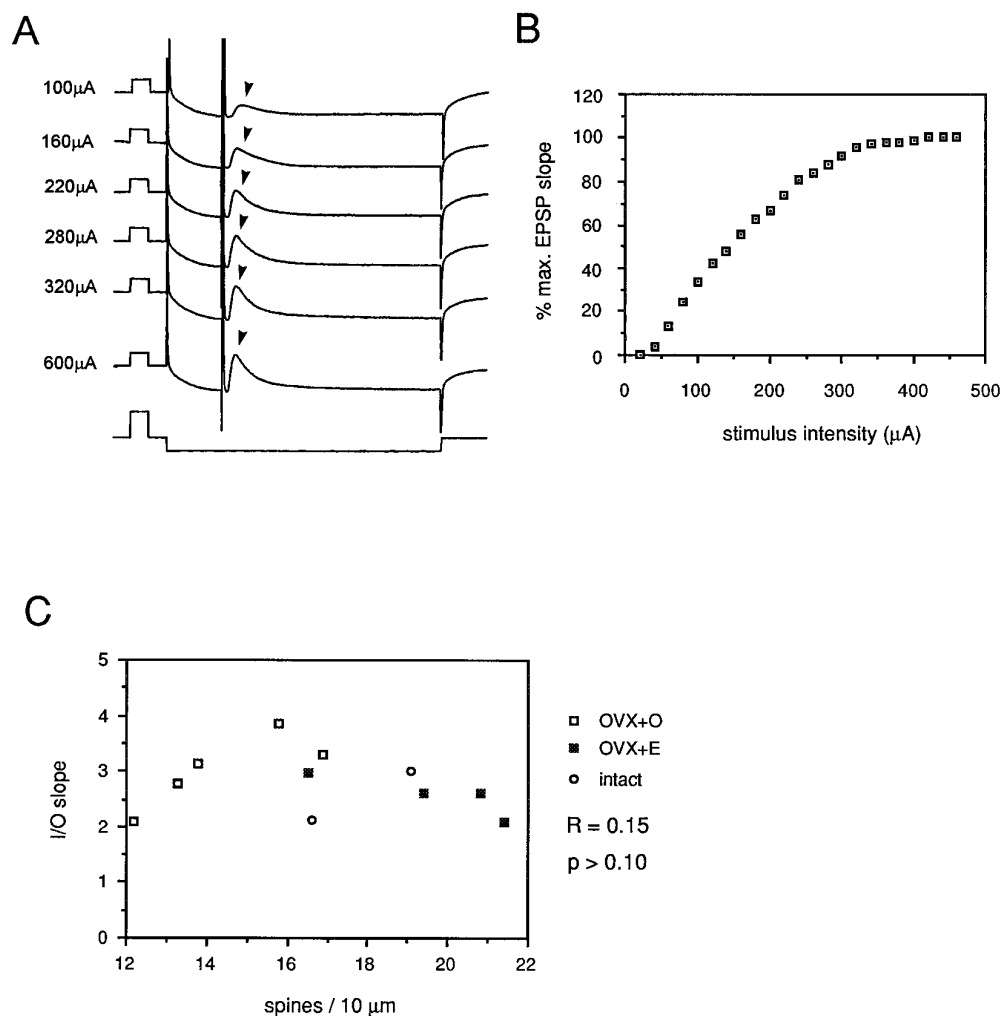 A
100μA
160μA
220μA
280μA
320μA
600μA
B
120
100
80
60
40
20
0
% max. EPSP slope
0 100 200 300 400 500
stimulus intensity (μA)
C
5
4
3
2
1
0
I/O slope
12 14 16 18 20 22
spines / 10 μm
OVX+O
OVX+E
intact
R = 0.15
p > 0.10